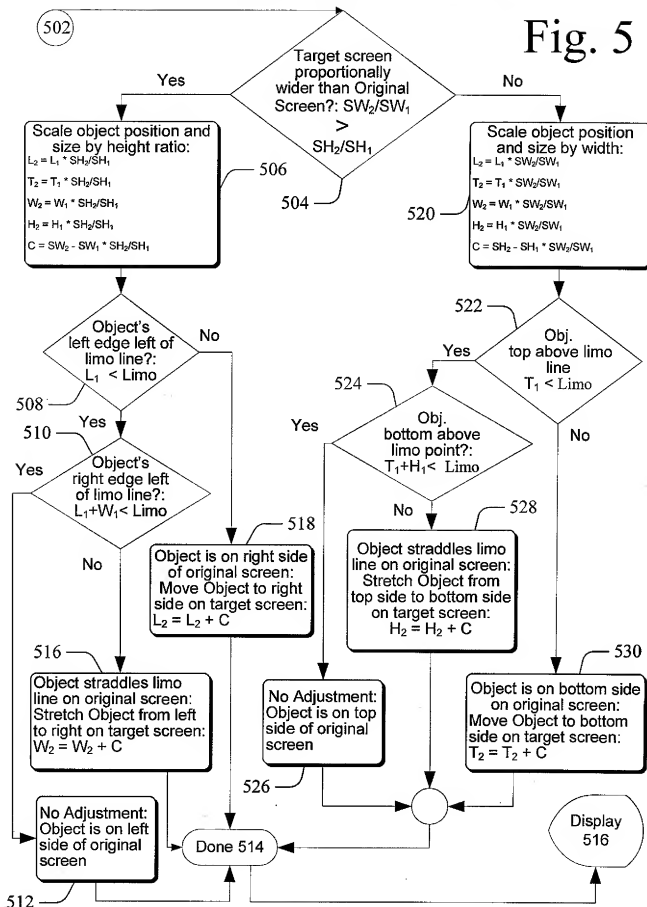 Fig. 5
502
Target screen
proportionally
wider than Original
Screen?: SW₂/SW₁
>
SH₂/SH₁
504
Yes
No
Scale object position and
size by height ratio:
L₂ = L₁ * SH₂/SH₁
T₂ = T₁ * SH₂/SH₁
W₂ = W₁ * SH₂/SH₁
H₂ = H₁ * SH₂/SH₁
C = SW₂ - SW₁ * SH₂/SH₁
506
Scale object position
and size by width:
L₂ = L₁ * SW₂/SW₁
T₂ = T₁ * SW₂/SW₁
W₂ = W₁ * SW₂/SW₁
H₂ = H₁ * SW₂/SW₁
C = SH₂ - SH₁ * SW₂/SW₁
520
Object's
left edge left of
limo line?:
L₁ < Limo
508
No
Yes
510
Object's
right edge left
of limo line?:
L₁+W₁< Limo
Yes
No
522
Obj.
top above limo
line
T₁ < Limo
Yes
No
524
Obj.
bottom above
limo point?:
T₁+H₁< Limo
Yes
No
518
Object is on right side
of original screen:
Move Object to right
side on target screen:
L₂ = L₂ + C
528
Object straddles limo
line on original screen:
Stretch Object from
top side to bottom side
on target screen:
H₂ = H₂ + C
516
Object straddles limo
line on original screen:
Stretch Object from left
to right on target screen:
W₂ = W₂ + C
No Adjustment:
Object is on top
side of original
screen
526
530
Object is on bottom side
on original screen:
Move Object to bottom
side on target screen:
T₂ = T₂ + C
No Adjustment:
Object is on left
side of original
screen
512
Done 514
Display
516